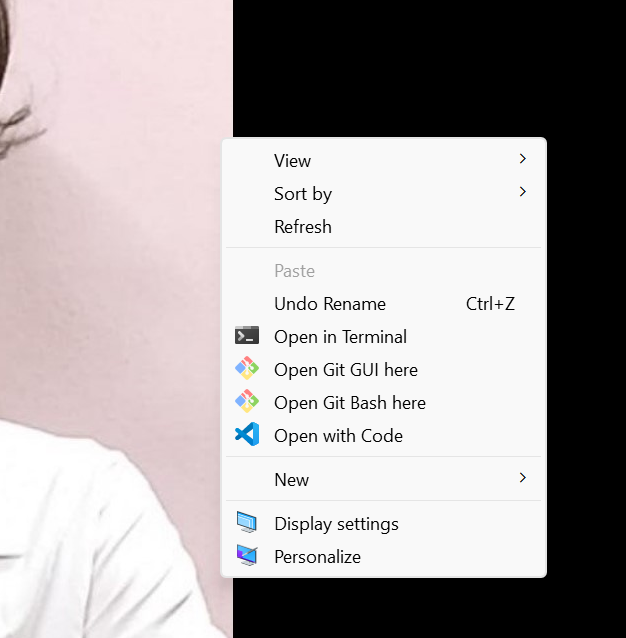 View
Sort by
Refresh
Paste
Undo Rename Ctrl+Z
Open in Terminal
Open Git GUI here
Open Git Bash here
Open with Code
New
Display settings
Personalize